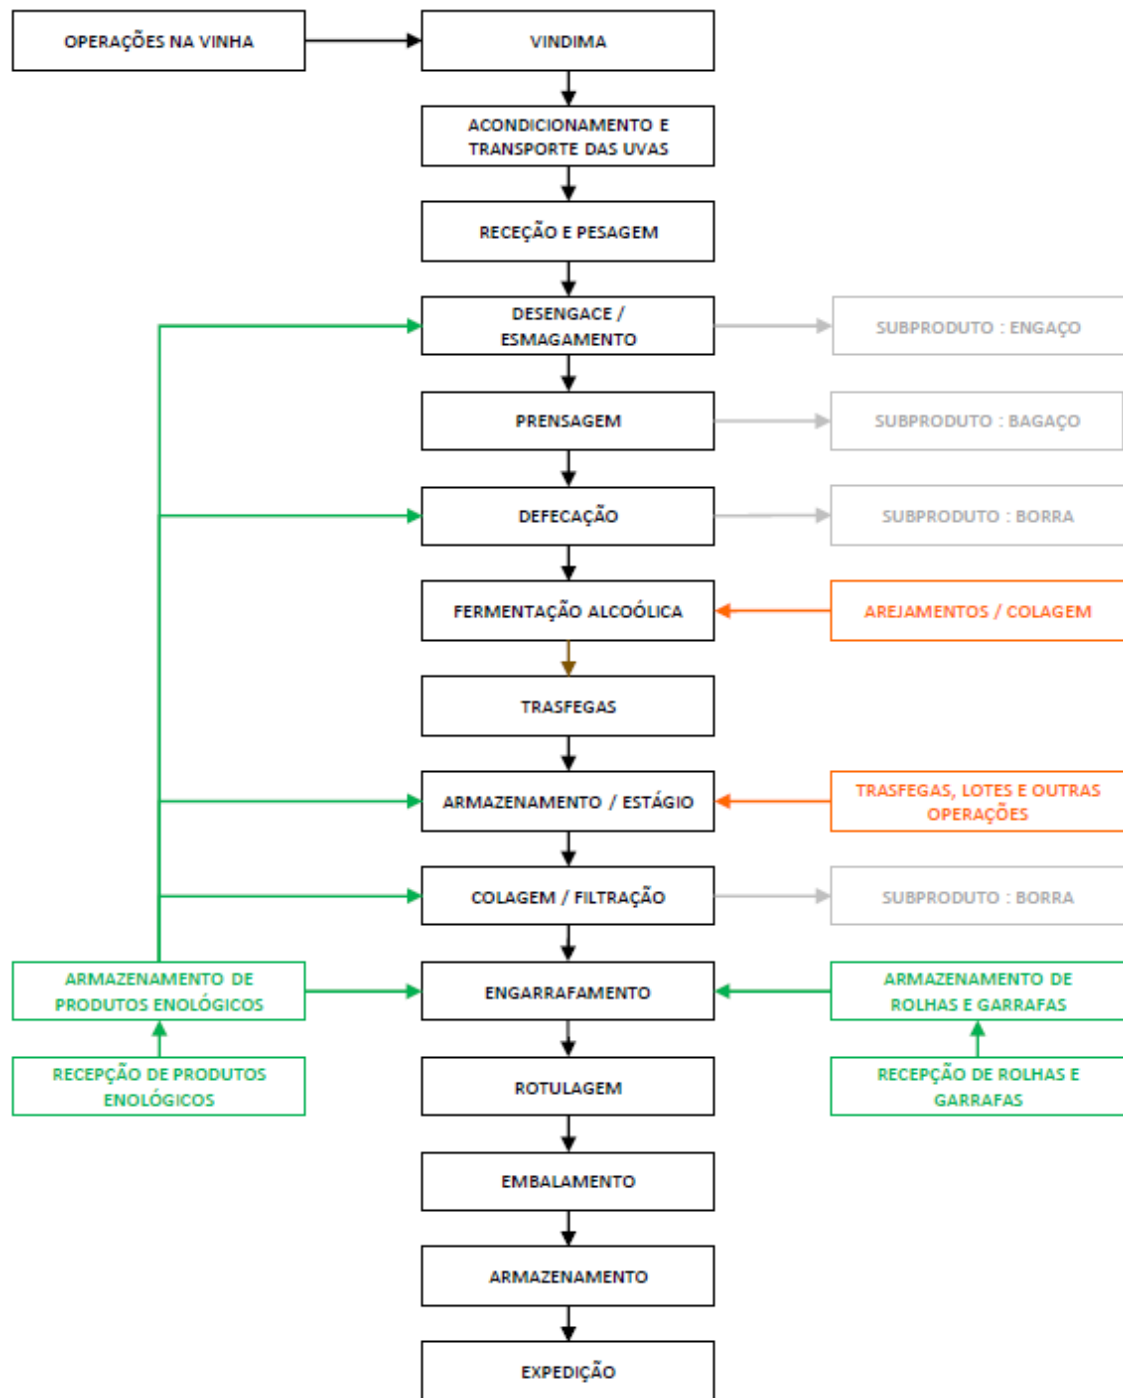 OPERAÇÕES NA VINHA
VINDIMA
ACONDICIONAMENTO E
TRANSPORTE DAS UVAS
RECEÇÃO E PESAGEM
DESENGACE /
ESMAGAMENTO
SUBPRODUTO : ENGAÇO
PRENSAGEM
SUBPRODUTO : BAGAÇO
DEFECAÇÃO
SUBPRODUTO : BORRA
FERMENTAÇÃO ALCOÓLICA
AREJAMENTOS / COLAGEM
TRASFEGAS
ARMAZENAMENTO / ESTÁGIO
TRASFEGAS, LOTES E OUTRAS
OPERAÇÕES
COLAGEM / FILTRAÇÃO
SUBPRODUTO : BORRA
ARMAZENAMENTO DE
PRODUTOS ENOLÓGICOS
ENGARRAFAMENTO
ARMAZENAMENTO DE
ROLHAS E GARRAFAS
RECEPÇÃO DE PRODUTOS
ENOLÓGICOS
ROTULAGEM
RECEPÇÃO DE ROLHAS E
GARRAFAS
EMBALAMENTO
ARMAZENAMENTO
EXPEDIÇÃO